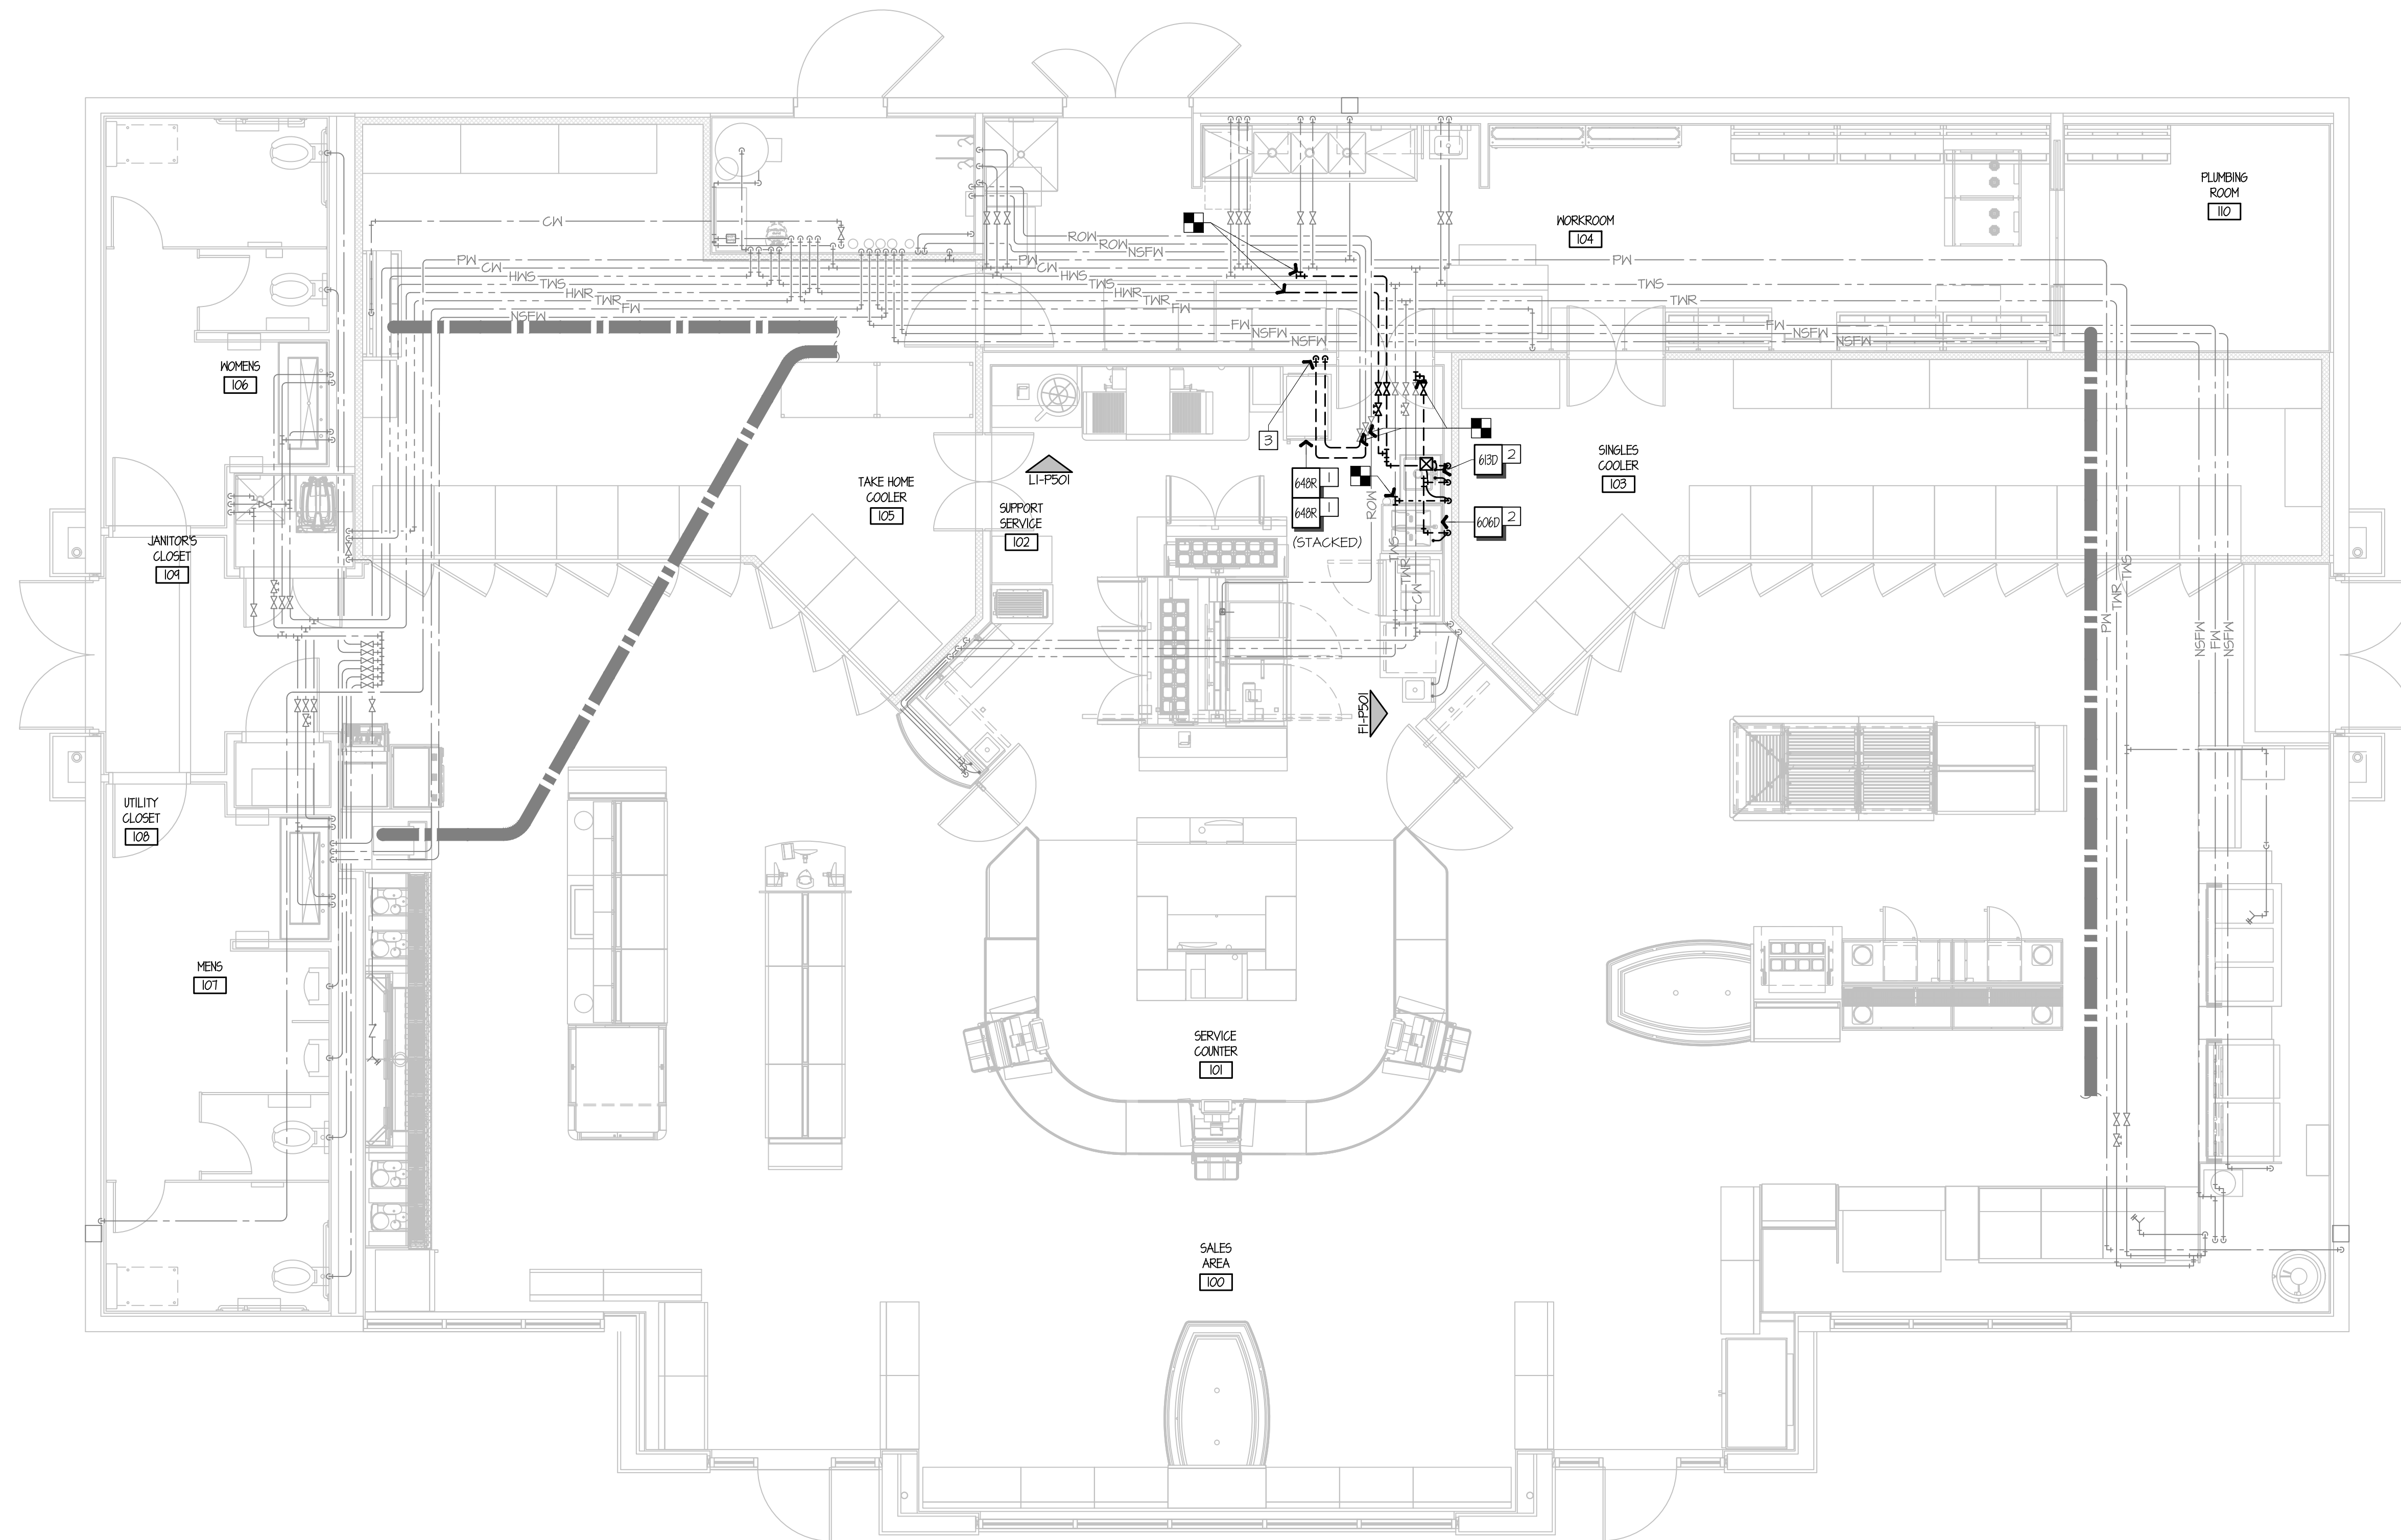 PLUMBING
ROOM
110
WORKROOM
104
CW
ROW
ROW
NSFW
PW
CW
HWS
TWS
HWR
TWR
FW
NSFW
PW
CW
HWS
TWS
HWR
TWR
FW
FW
NSFW
NSFW
PW
TWS
TWR
FW
NSFW
NSFW
WOMENS
106
3
L1-P501
TAKE HOME
COOLER
105
SUPPORT
SERVICE
102
648R
1
648R
1
(STACKED)
ROW
613D
2
606D
2
SINGLES
COOLER
103
JANITOR'S
CLOSET
109
TWS
TWR
CW
PW
TWR
TWS
NSFW
FW
NSFW
F1-P501
UTILITY
CLOSET
108
MENS
107
SERVICE
COUNTER
101
SALES
AREA
100